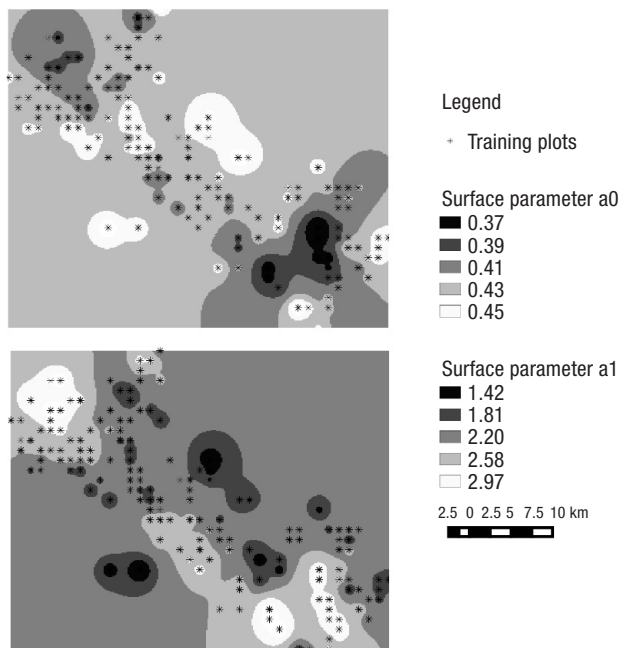 Legend
Training plots
Surface parameter a0
0.37
0.39
0.41
0.43
0.45
Surface parameter a1
1.42
1.81
2.20
2.58
2.97
2.5 0 2.5 5 7.5 10 km